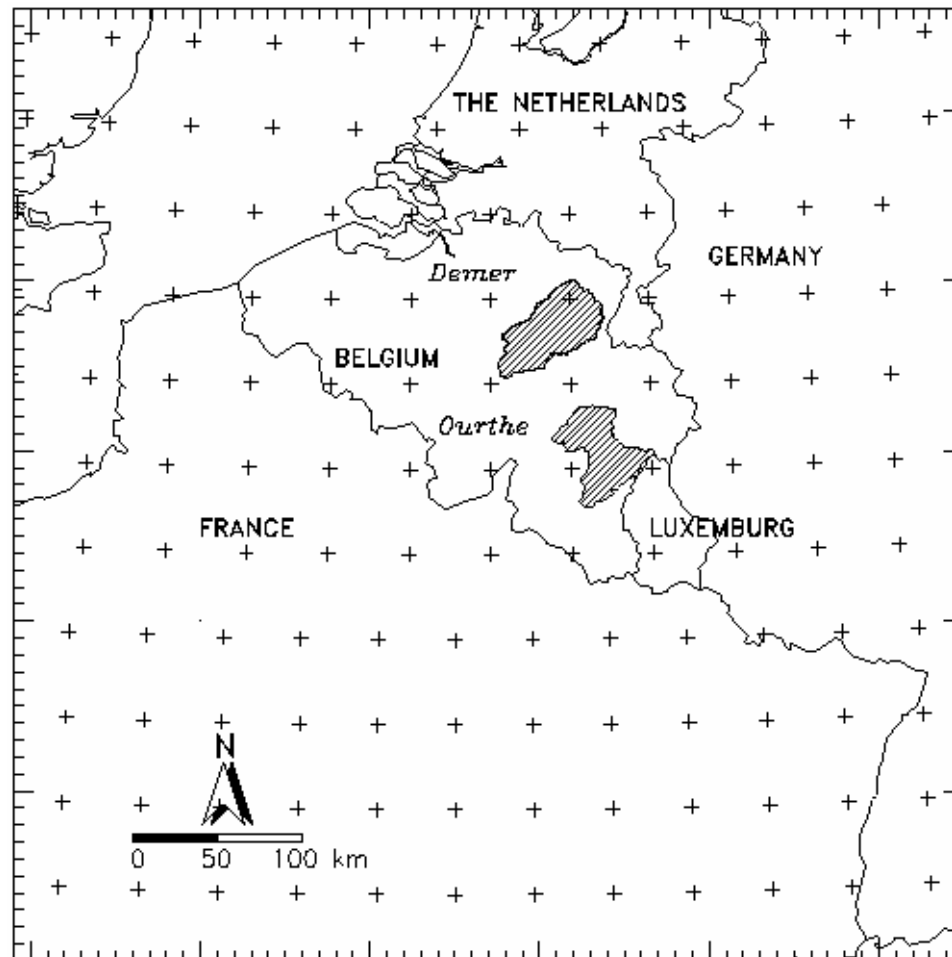 THE NETHERLANDS
GERMANY
Demer
BELGIUM
Ourthe
FRANCE
LUXEMBURG
N
0 50 100 km